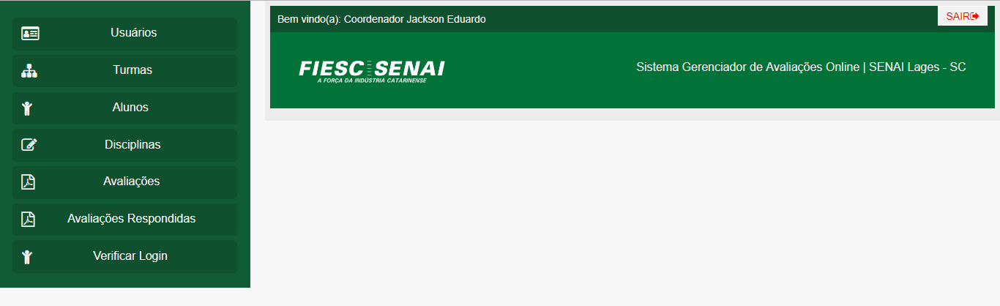 Usuários
Turmas
Alunos
Disciplinas
Avaliações
Avaliações Respondidas
Verificar Login
Bem vindo(a): Coordenador Jackson Eduardo
SAIR
FIESC SENAI
A FORÇA DA INDÚSTRIA CATARINENSE
Sistema Gerenciador de Avaliações Online | SENAI Lages - SC